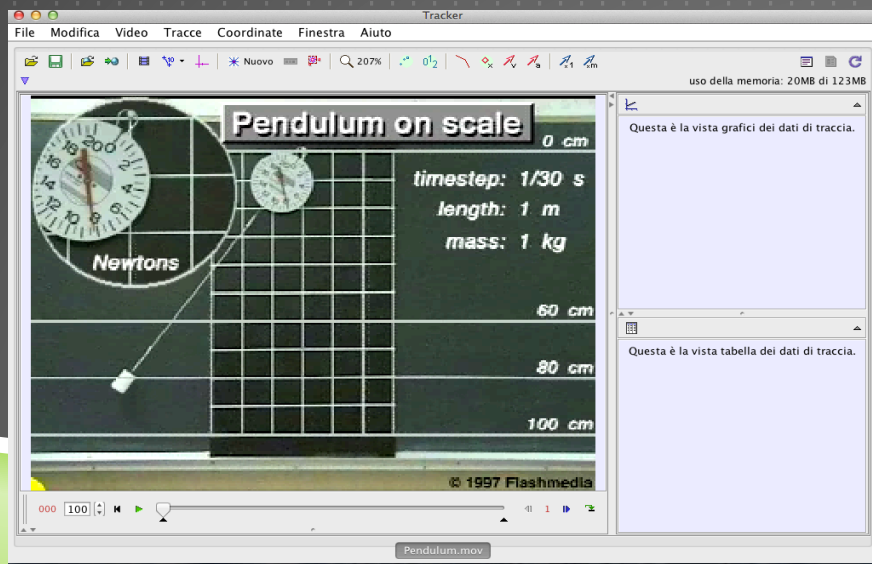 Tracker
File Modifica Video Tracce Coordinate Finestra Aiuto
Nuovo 207%
uso della memoria: 20MB di 123MB
Pendulum on scale
0 cm
timestep: 1/30 s
length: 1 m
mass: 1 kg
Newtons
60 cm
80 cm
100 cm
© 1997 Flashmedia
Questa è la vista grafici dei dati di traccia.
Questa è la vista tabella dei dati di traccia.
000 100 1
Pendulum.mov